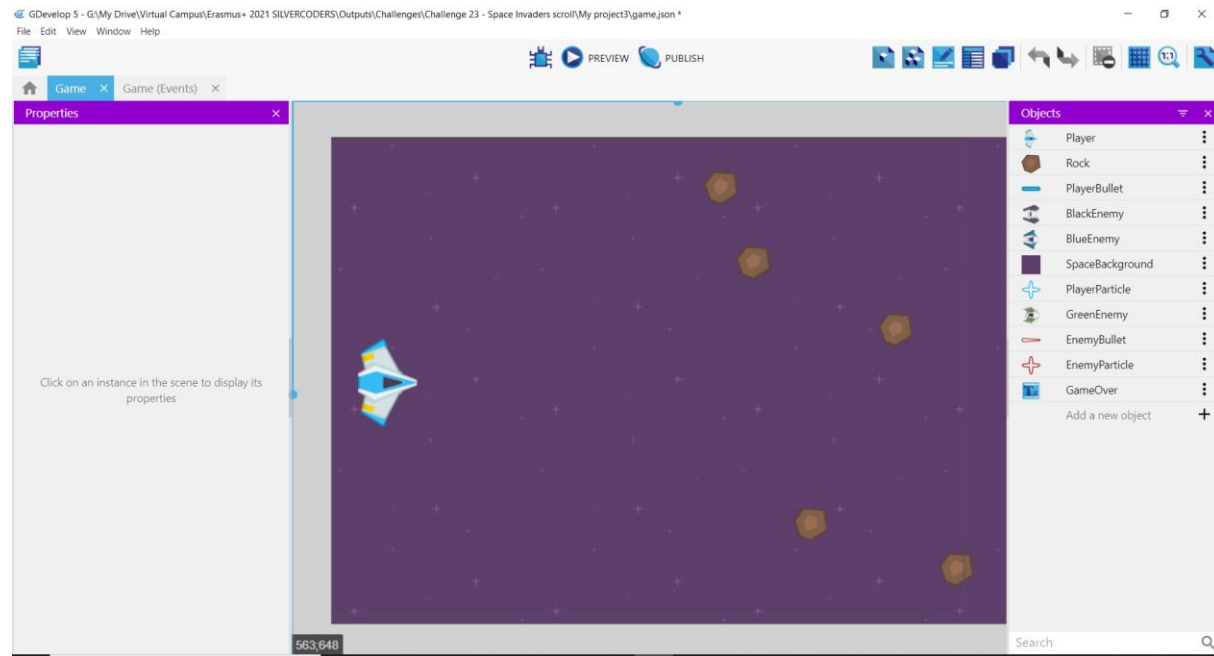 GDevelop 5 - G:\My Drive\Virtual Campus\Erasmus+ 2021 SILVERCODERS\Outputs\Challenges\Challenge 23 - Space Invaders scroll\My project3\game.json *
File Edit View Window Help
PREVIEW PUBLISH
1:1
Game × Game (Events) ×
Properties ×
Objects ×
Player
Rock
PlayerBullet
BlackEnemy
BlueEnemy
SpaceBackground
PlayerParticle
GreenEnemy
EnemyBullet
EnemyParticle
GameOver
Add a new object +
Click on an instance in the scene to display its
properties
563;648
Search